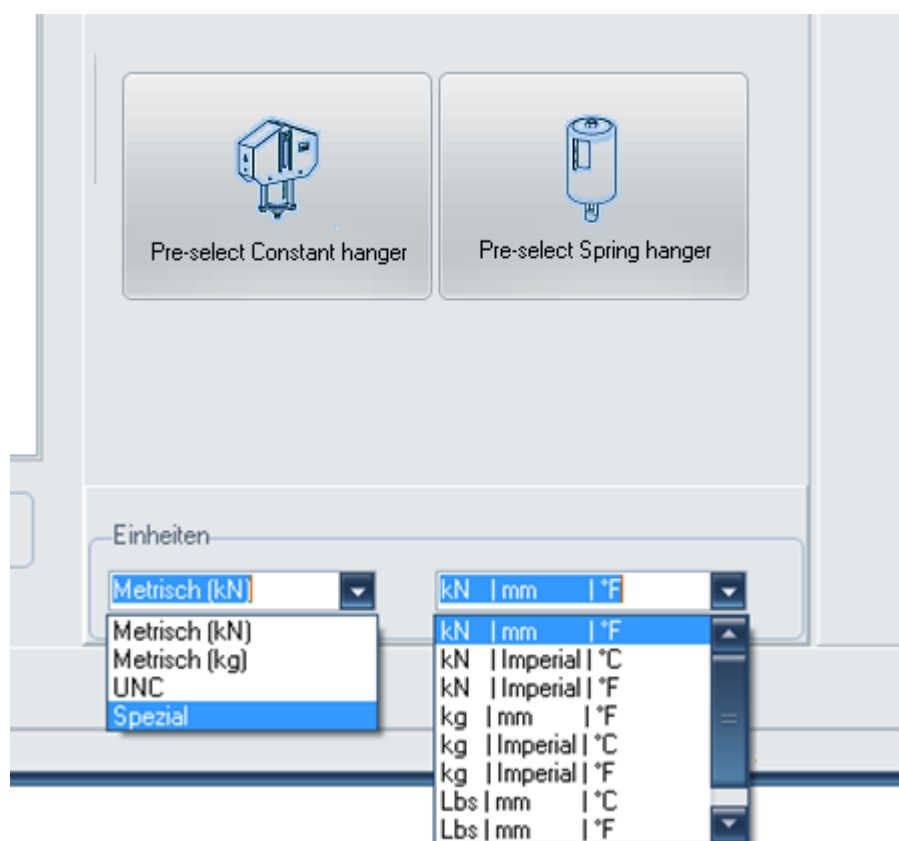 Pre-select Constant hanger
Pre-select Spring hanger
Einheiten
Metrisch (kN)
Metrisch (kN)
Metrisch (kg)
UNC
Spezial
kN | mm | °F
kN | mm | °F
kN | Imperial | °C
kN | Imperial | °F
kg | mm | °F
kg | Imperial | °C
kg | Imperial | °F
Lbs | mm | °C
Lbs | mm | °F